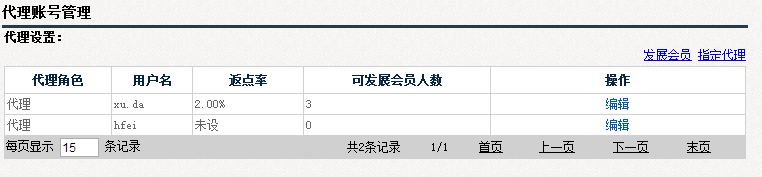 代理账号管理
代理设置：
发展会员 指定代理
代理角色 用户名 返点率 可发展会员人数 操作
代理 xu.da 2.00% 3 编辑
代理 hfei 未设 0 编辑
每页显示 15 条记录 共2条记录 1/1 首页 上一页 下一页 末页